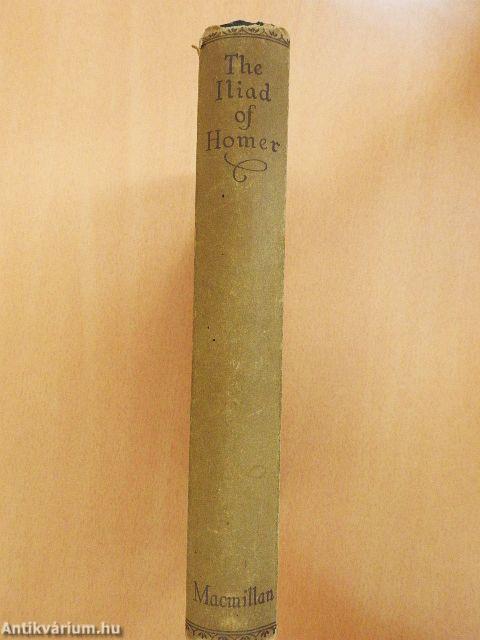 The
Iliad
of
Homer
Macmillan
Antikvárium.hu